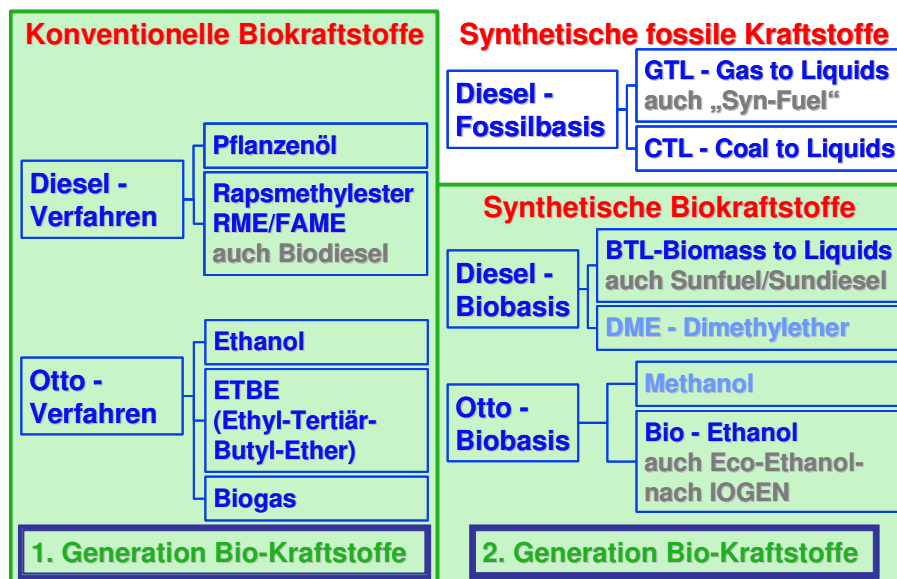 Konventionelle Biokraftstoffe
Diesel -
Verfahren
Pflanzenöl
Rapsmethylester
RME/FAME
auch Biodiesel
Otto -
Verfahren
Ethanol
ETBE
(Ethyl-Tertiär-
Butyl-Ether)
Biogas
1. Generation Bio-Kraftstoffe
Synthetische fossile Kraftstoffe
Diesel -
Fossilbasis
GTL - Gas to Liquids
auch „Syn-Fuel“
CTL - Coal to Liquids
Synthetische Biokraftstoffe
Diesel -
Biobasis
BTL-Biomass to Liquids
auch Sunfuel/Sundiesel
DME - Dimethylether
Otto -
Biobasis
Methanol
Bio - Ethanol
auch Eco-Ethanol-
nach IOGEN
2. Generation Bio-Kraftstoffe